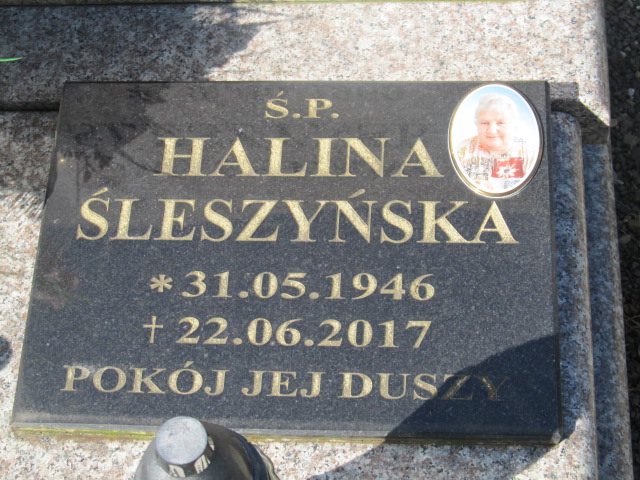 Ś.P.
HALINA
ŚLESZYŃSKA
* 31.05.1946
† 22.06.2017
POKÓJ JEJ DUSZY